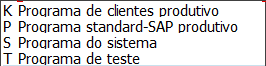 K Programa de clientes produtivo
P Programa standard-SAP produtivo
S Programa do sistema
T Programa de teste